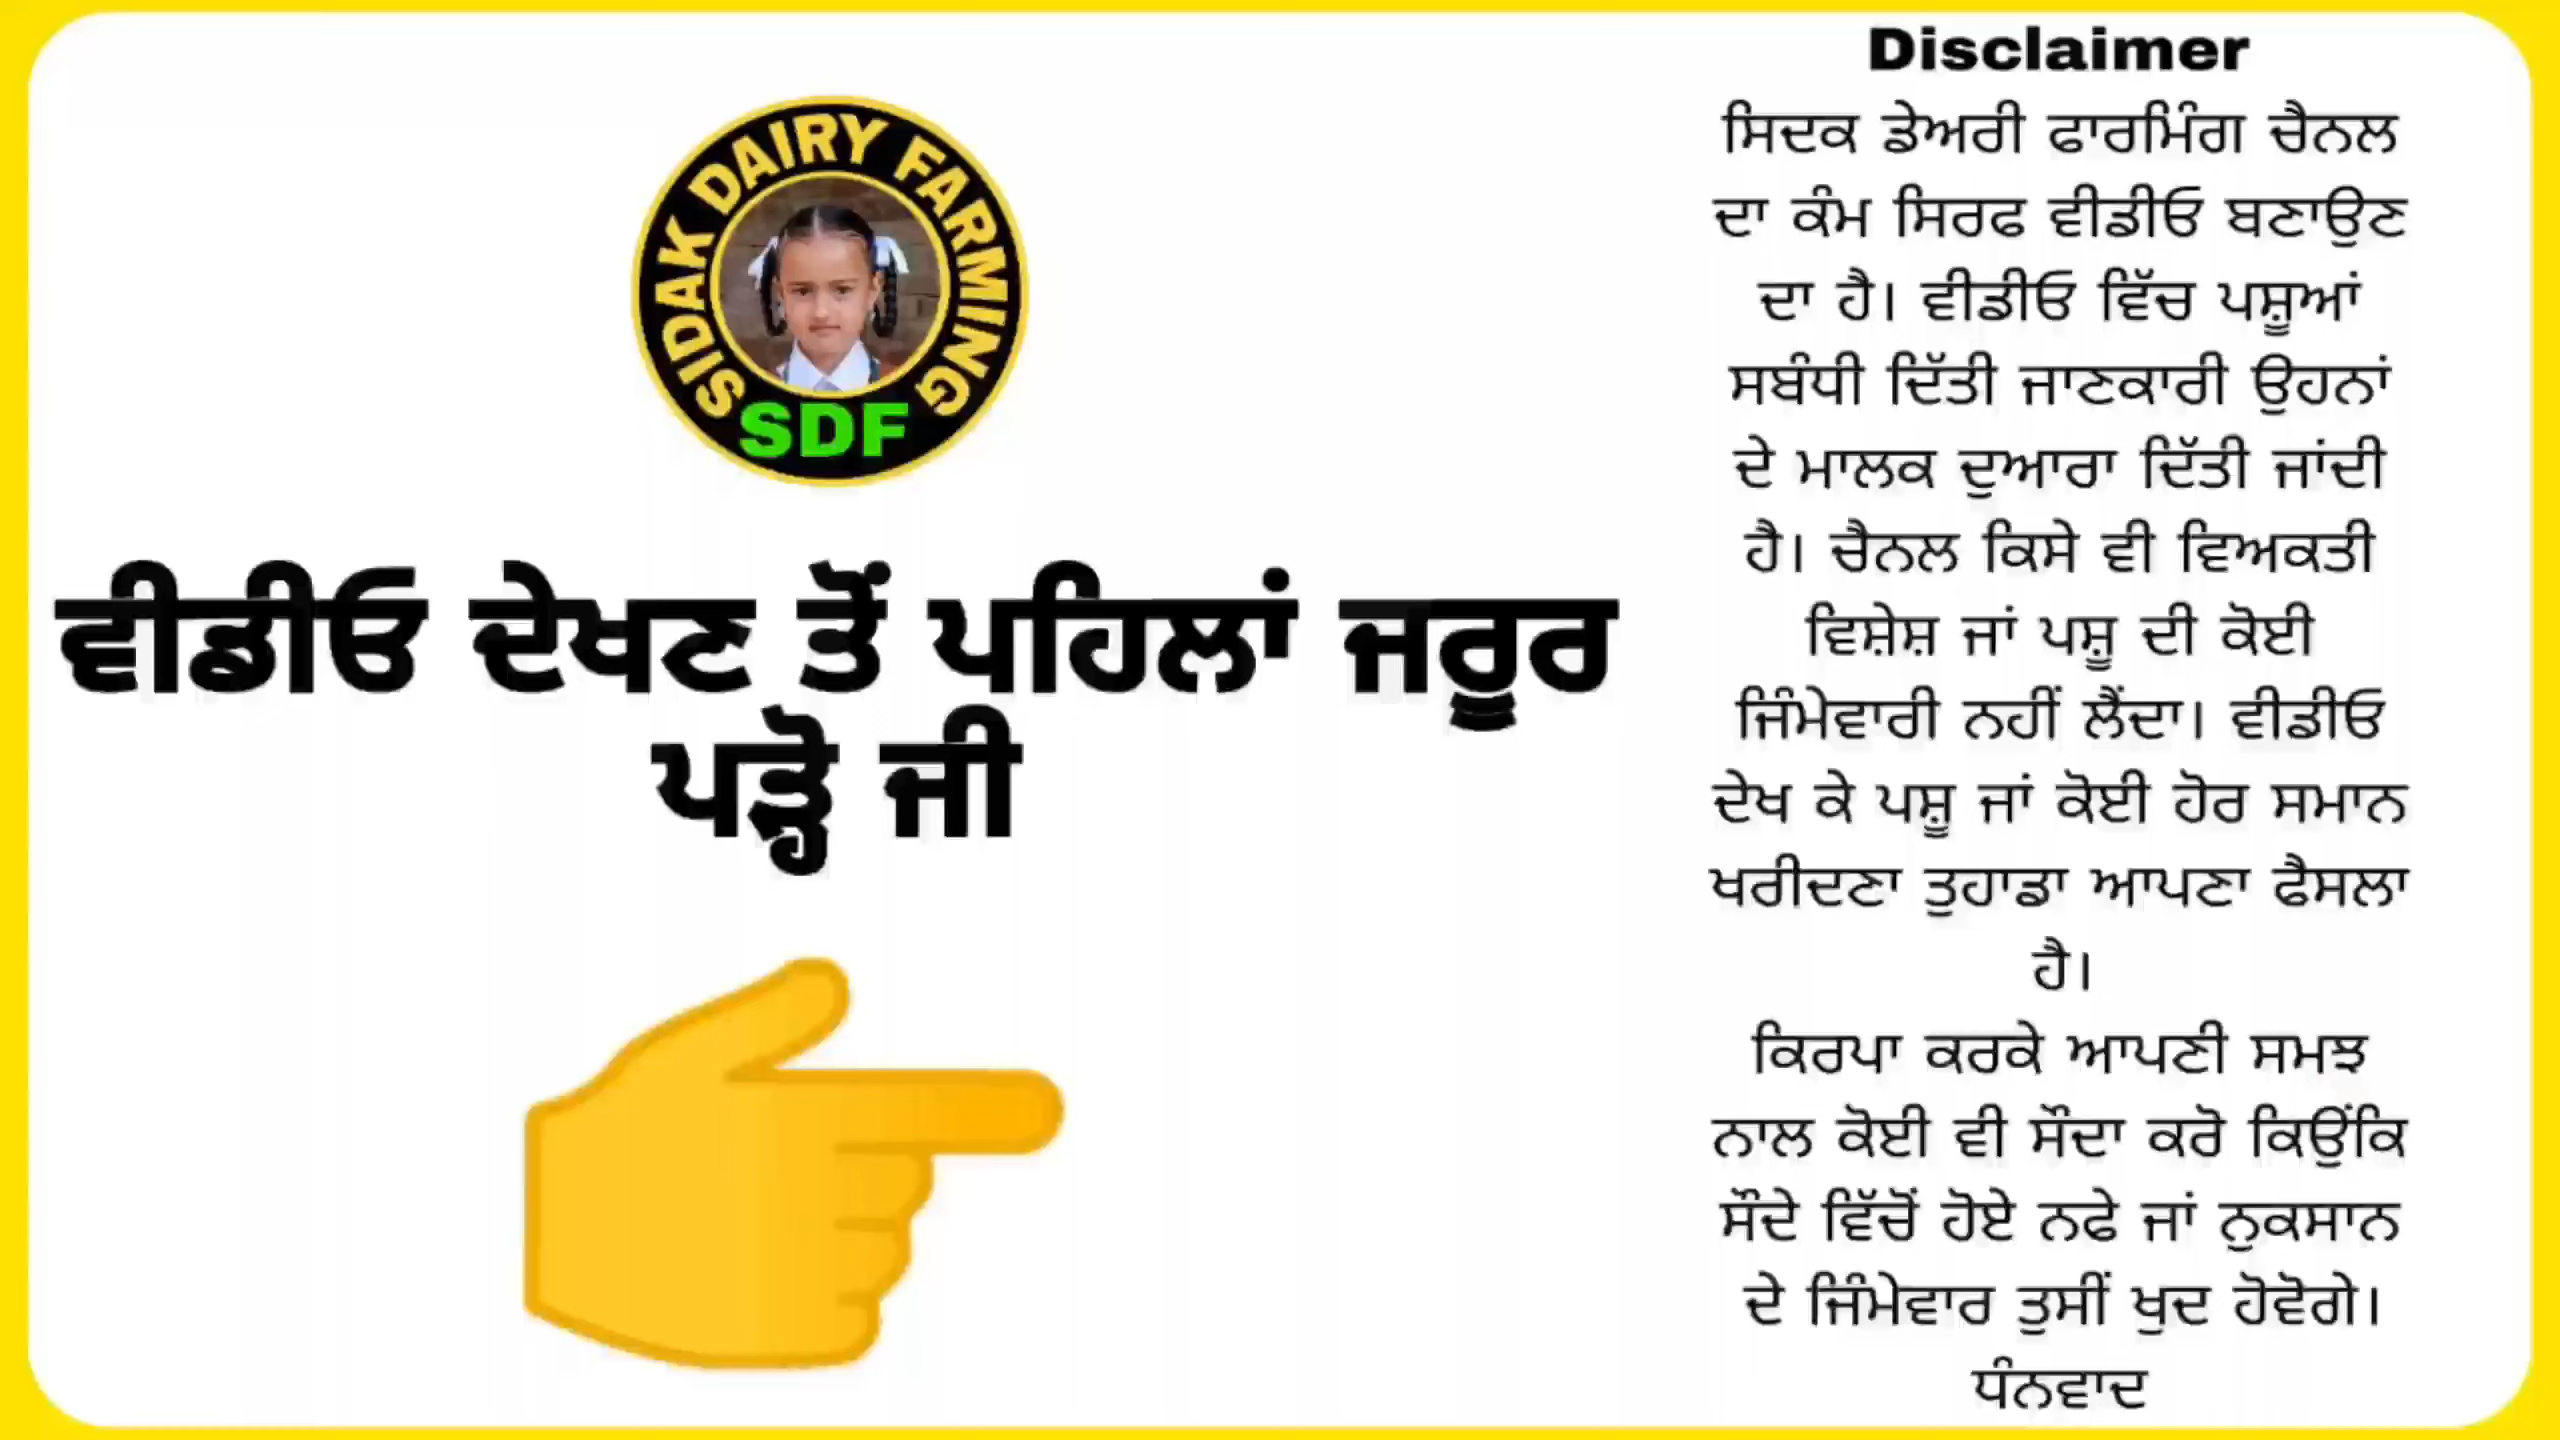 SIDAK DAIRY FARMING
SDF
ਵੀਡੀਓ ਦੇਖਣ ਤੋਂ ਪਹਿਲਾਂ ਜਰੂਰ
ਪੜ੍ਹੋ ਜੀ
Disclaimer
ਸਿਦਕ ਡੇਅਰੀ ਫਾਰਮਿੰਗ ਚੈਨਲ
ਦਾ ਕੰਮ ਸਿਰਫ ਵੀਡੀਓ ਬਣਾਉਣ
ਦਾ ਹੈ। ਵੀਡੀਓ ਵਿੱਚ ਪਸ਼ੂਆਂ
ਸਬੰਧੀ ਦਿੱਤੀ ਜਾਣਕਾਰੀ ਉਹਨਾਂ
ਦੇ ਮਾਲਕ ਦੁਆਰਾ ਦਿੱਤੀ ਜਾਂਦੀ
ਹੈ। ਚੈਨਲ ਕਿਸੇ ਵੀ ਵਿਅਕਤੀ
ਵਿਸ਼ੇਸ਼ ਜਾਂ ਪਸ਼ੂ ਦੀ ਕੋਈ
ਜਿੰਮੇਵਾਰੀ ਨਹੀਂ ਲੈਂਦਾ। ਵੀਡੀਓ
ਦੇਖ ਕੇ ਪਸ਼ੂ ਜਾਂ ਕੋਈ ਹੋਰ ਸਮਾਨ
ਖਰੀਦਣਾ ਤੁਹਾਡਾ ਆਪਣਾ ਫੈਸਲਾ
ਹੈ।
ਕਿਰਪਾ ਕਰਕੇ ਆਪਣੀ ਸਮਝ
ਨਾਲ ਕੋਈ ਵੀ ਸੌਦਾ ਕਰੋ ਕਿਉਂਕਿ
ਸੌਦੇ ਵਿੱਚੋਂ ਹੋਏ ਨਫੇ ਜਾਂ ਨੁਕਸਾਨ
ਦੇ ਜਿੰਮੇਵਾਰ ਤੁਸੀਂ ਖੁਦ ਹੋਵੋਗੇ।
ਧੰਨਵਾਦ